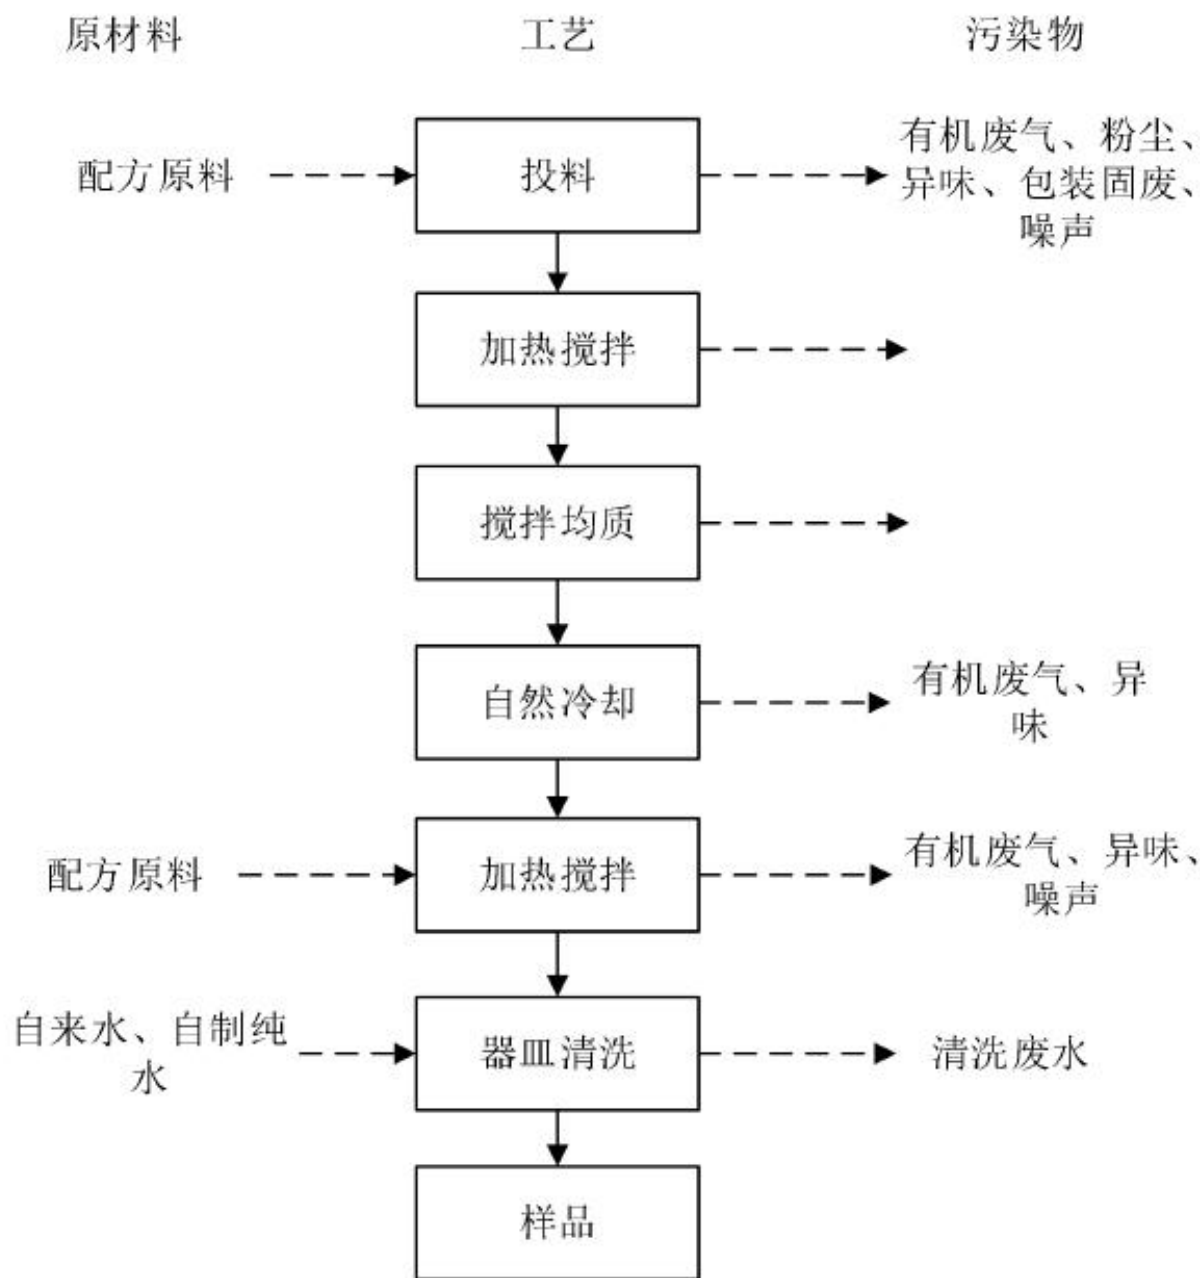 原材料 工艺 污染物
配方原料 投料 有机废气、粉尘、
异味、包装固废、
噪声
加热搅拌
搅拌均质
自然冷却 有机废气、异
味
配方原料 加热搅拌 有机废气、异味、
噪声
自来水、自制纯
水 器皿清洗 清洗废水
样品